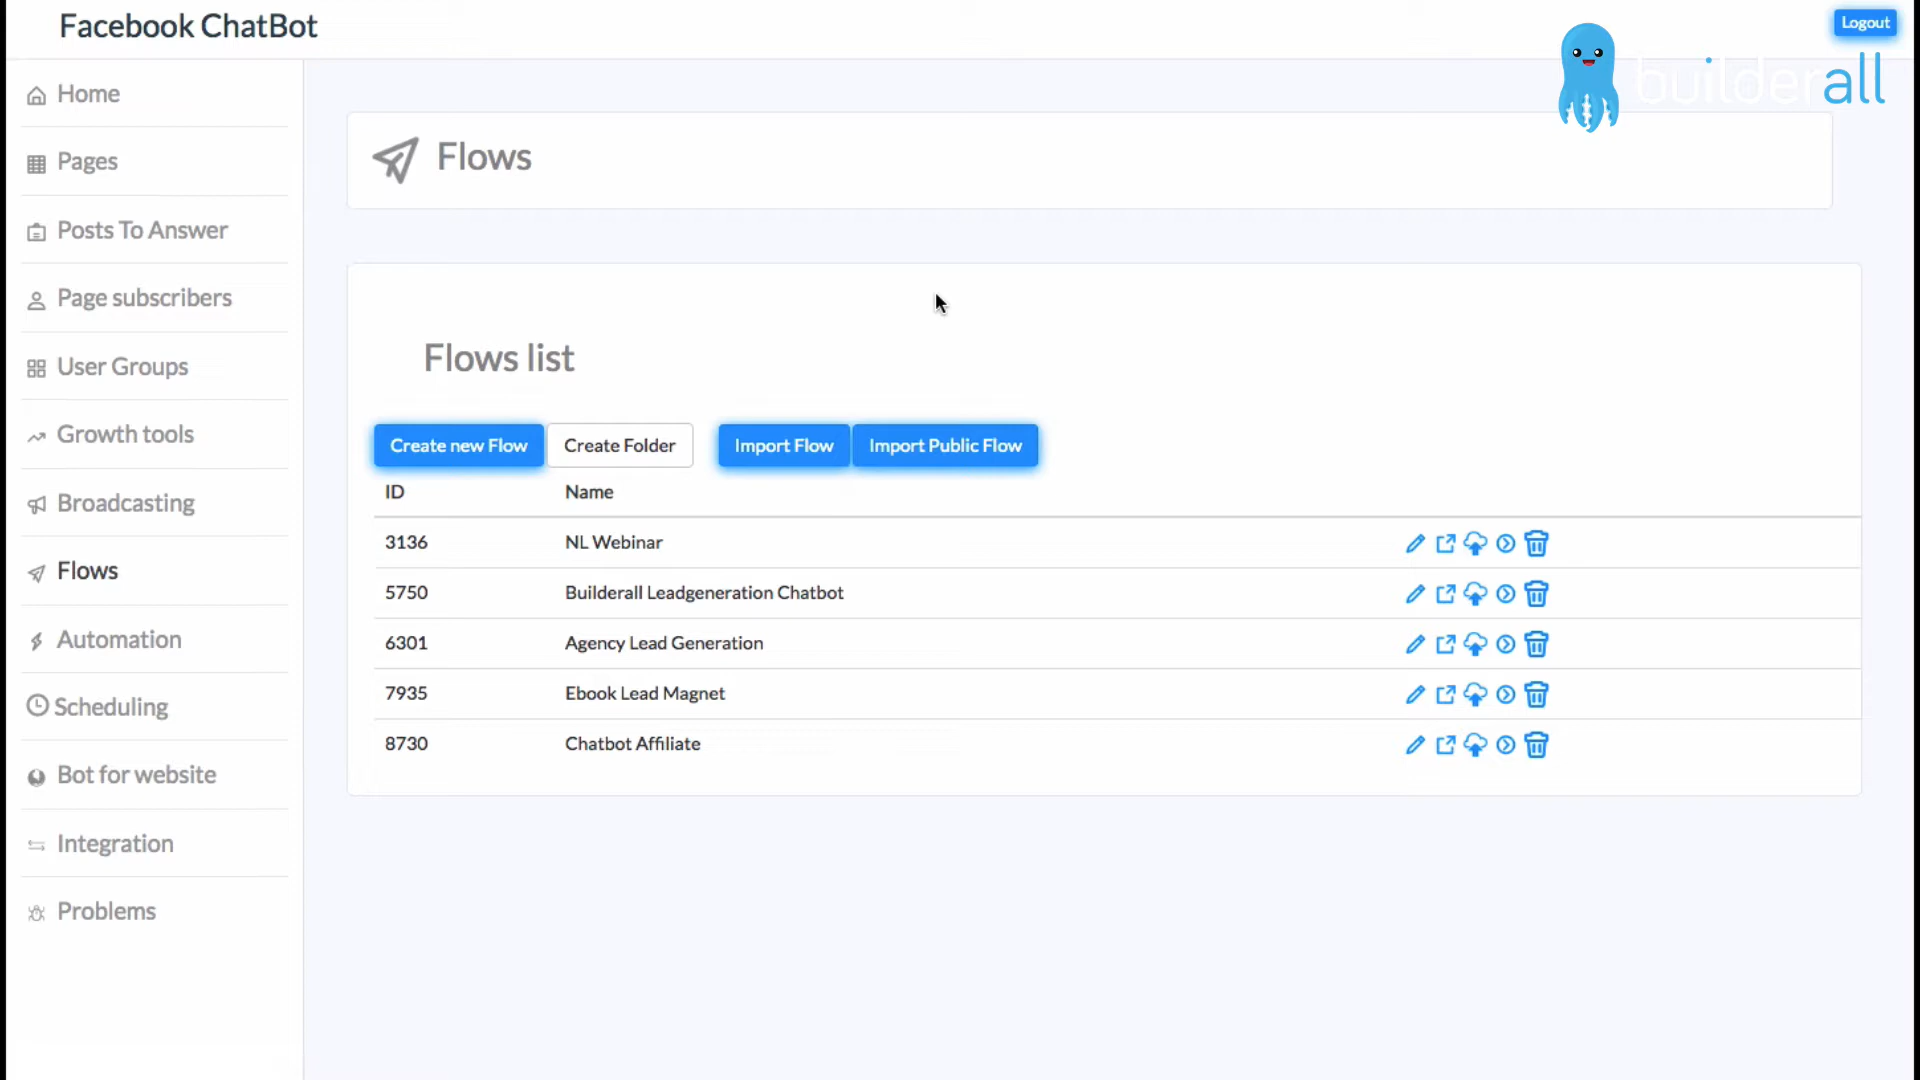 Facebook ChatBot
Logout
builderall
Home
Pages
Posts To Answer
Page subscribers
User Groups
Growth tools
Broadcasting
Flows
Automation
Scheduling
Bot for website
Integration
Problems
Flows
Flows list
Create new Flow Create Folder Import Flow Import Public Flow
ID Name
3136 NL Webinar
5750 Builderall Leadgeneration Chatbot
6301 Agency Lead Generation
7935 Ebook Lead Magnet
8730 Chatbot Affiliate